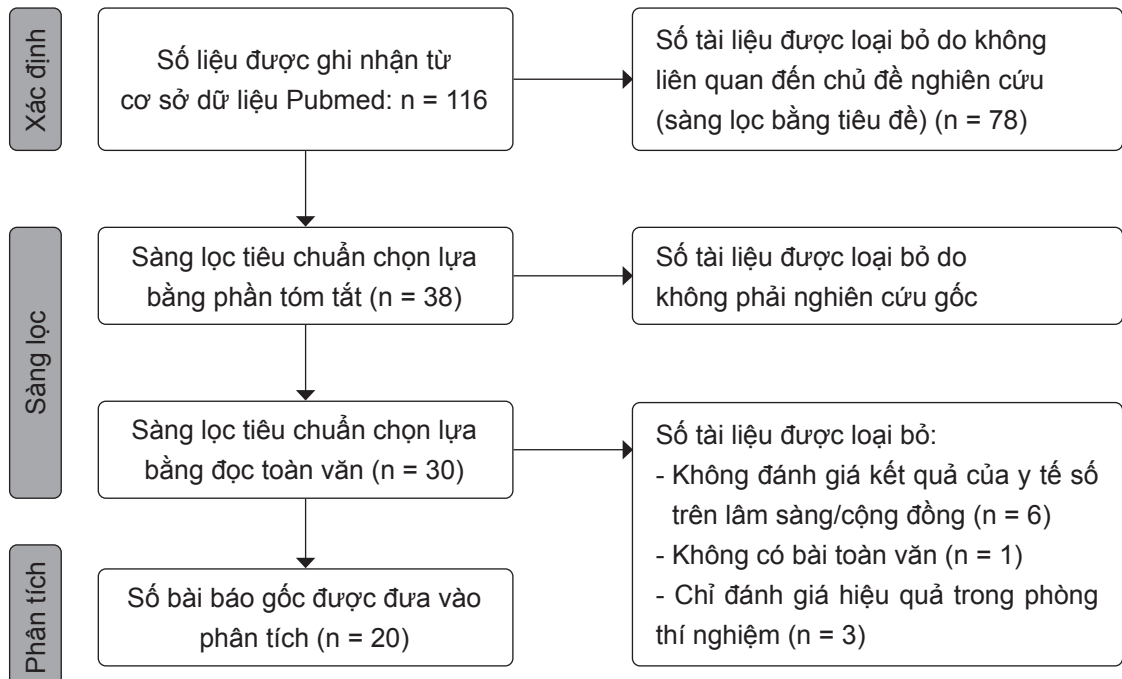 Xác định
Số liệu được ghi nhận từ
cơ sở dữ liệu Pubmed: n = 116
Số tài liệu được loại bỏ do không
liên quan đến chủ đề nghiên cứu
(sàng lọc bằng tiêu đề) (n = 78)
Sàng lọc
Sàng lọc tiêu chuẩn chọn lựa
bằng phần tóm tắt (n = 38)
Số tài liệu được loại bỏ do
không phải nghiên cứu gốc
Sàng lọc tiêu chuẩn chọn lựa
bằng đọc toàn văn (n = 30)
Số tài liệu được loại bỏ:
- Không đánh giá kết quả của y tế số
trên lâm sàng/cộng đồng (n = 6)
- Không có bài toàn văn (n = 1)
- Chỉ đánh giá hiệu quả trong phòng
thí nghiệm (n = 3)
Phân tích
Số bài báo gốc được đưa vào
phân tích (n = 20)